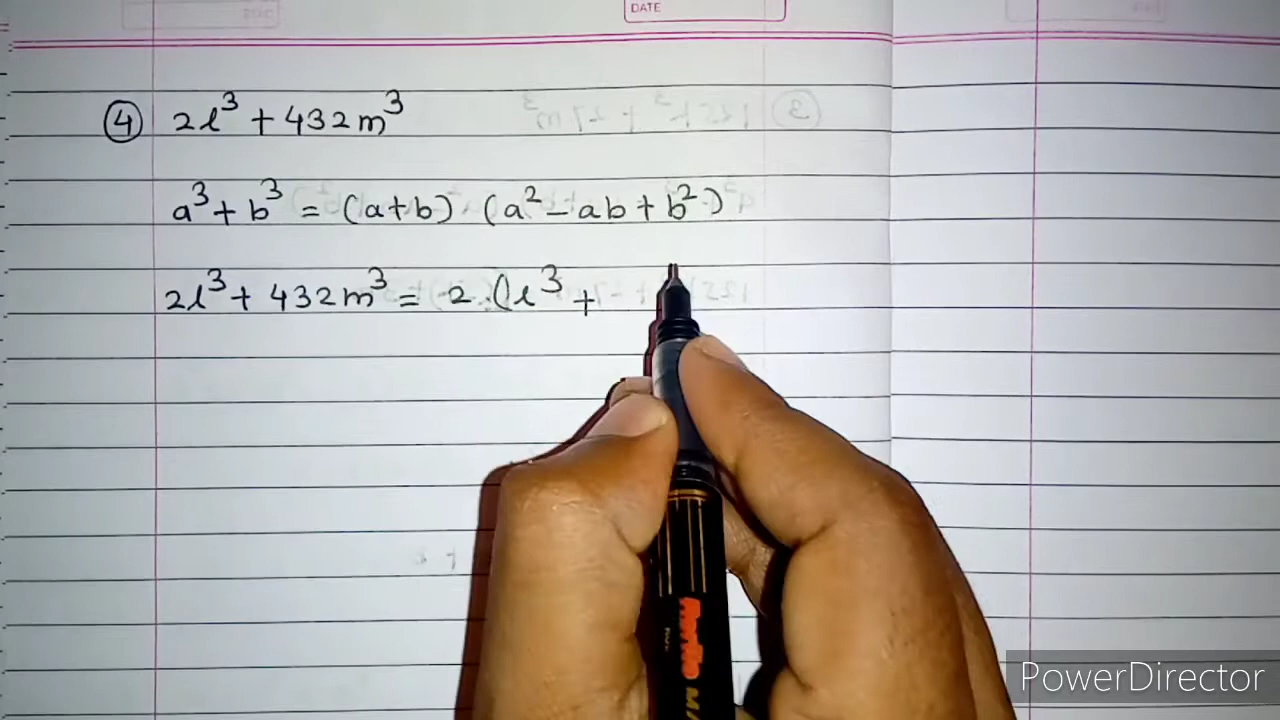 DATE
④ 2l³ + 432m³
a³ + b³ = (a+b) · (a² − ab + b²)
2l³ + 432m³ = 2 · (l³ +
PowerDirector